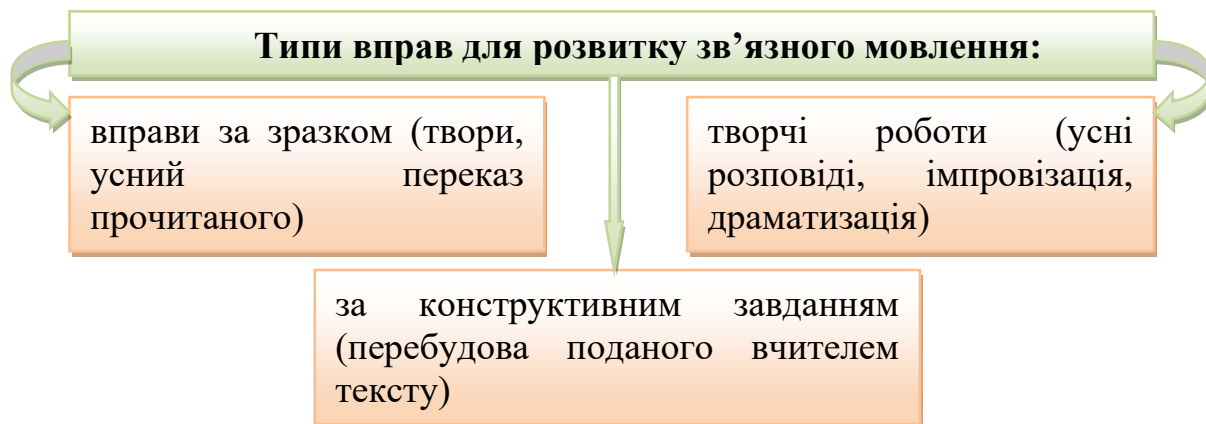 Типи вправ для розвитку зв’язного мовлення:
вправи за зразком (твори,
усний переказ
прочитаного)
творчі роботи (усні
розповіді, імпровізація,
драматизація)
за конструктивним завданням
(перебудова поданого вчителем
тексту)